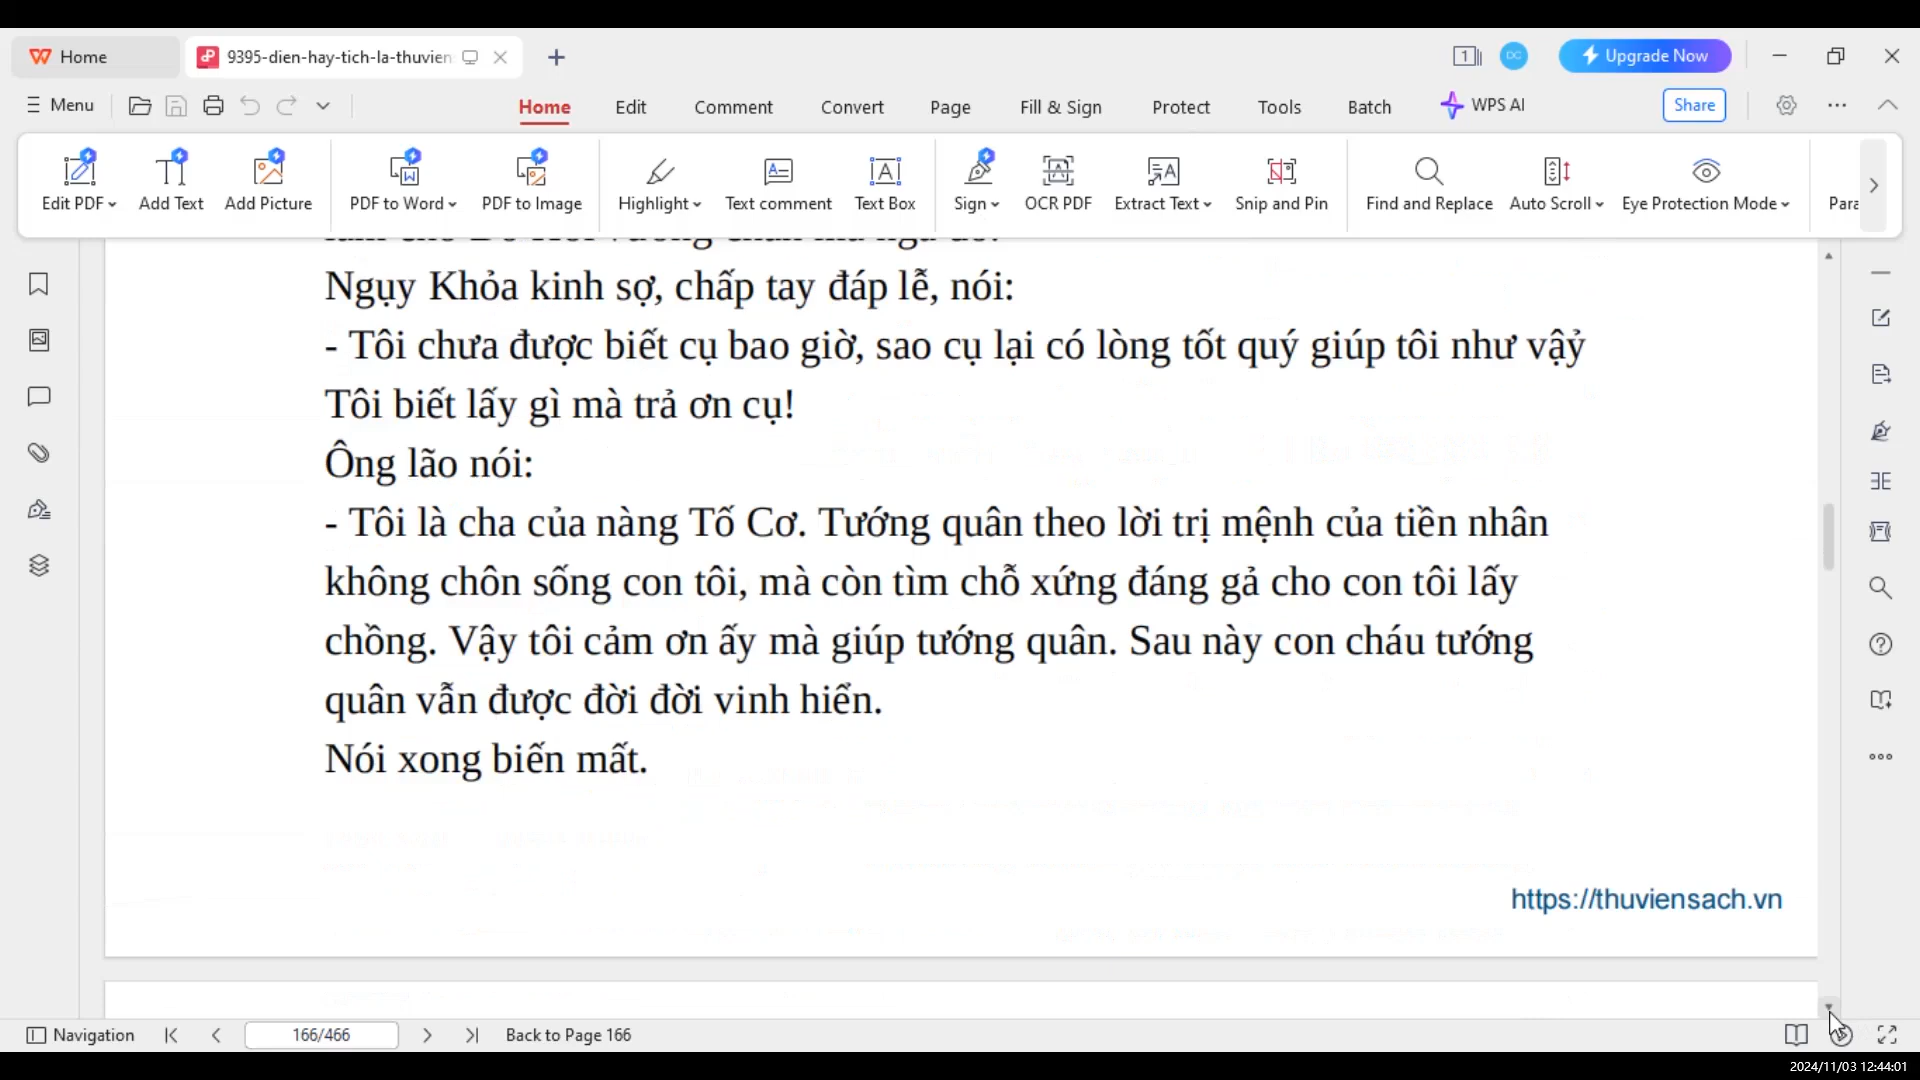 Home
9395-dien-hay-tich-la-thuvien
DC
Upgrade Now
Menu
Home
Edit
Comment
Convert
Page
Fill & Sign
Protect
Tools
Batch
WPS AI
Share
Edit PDF
Add Text
Add Picture
PDF to Word
PDF to Image
Highlight
Text comment
Text Box
Sign
OCR PDF
Extract Text
Snip and Pin
Find and Replace
Auto Scroll
Eye Protection Mode
Para
Ngụy Khỏa kinh sợ, chấp tay đáp lễ, nói:
- Tôi chưa được biết cụ bao giờ, sao cụ lại có lòng tốt quý giúp tôi như vậỷ
Tôi biết lấy gì mà trả ơn cụ!
Ông lão nói:
- Tôi là cha của nàng Tố Cơ. Tướng quân theo lời trị mệnh của tiền nhân
không chôn sống con tôi, mà còn tìm chỗ xứng đáng gả cho con tôi lấy
chồng. Vậy tôi cảm ơn ấy mà giúp tướng quân. Sau này con cháu tướng
quân vẫn được đời đời vinh hiển.
Nói xong biến mất.
https://thuviensach.vn
Navigation
166/466
Back to Page 166
2024/11/03 12:44:01